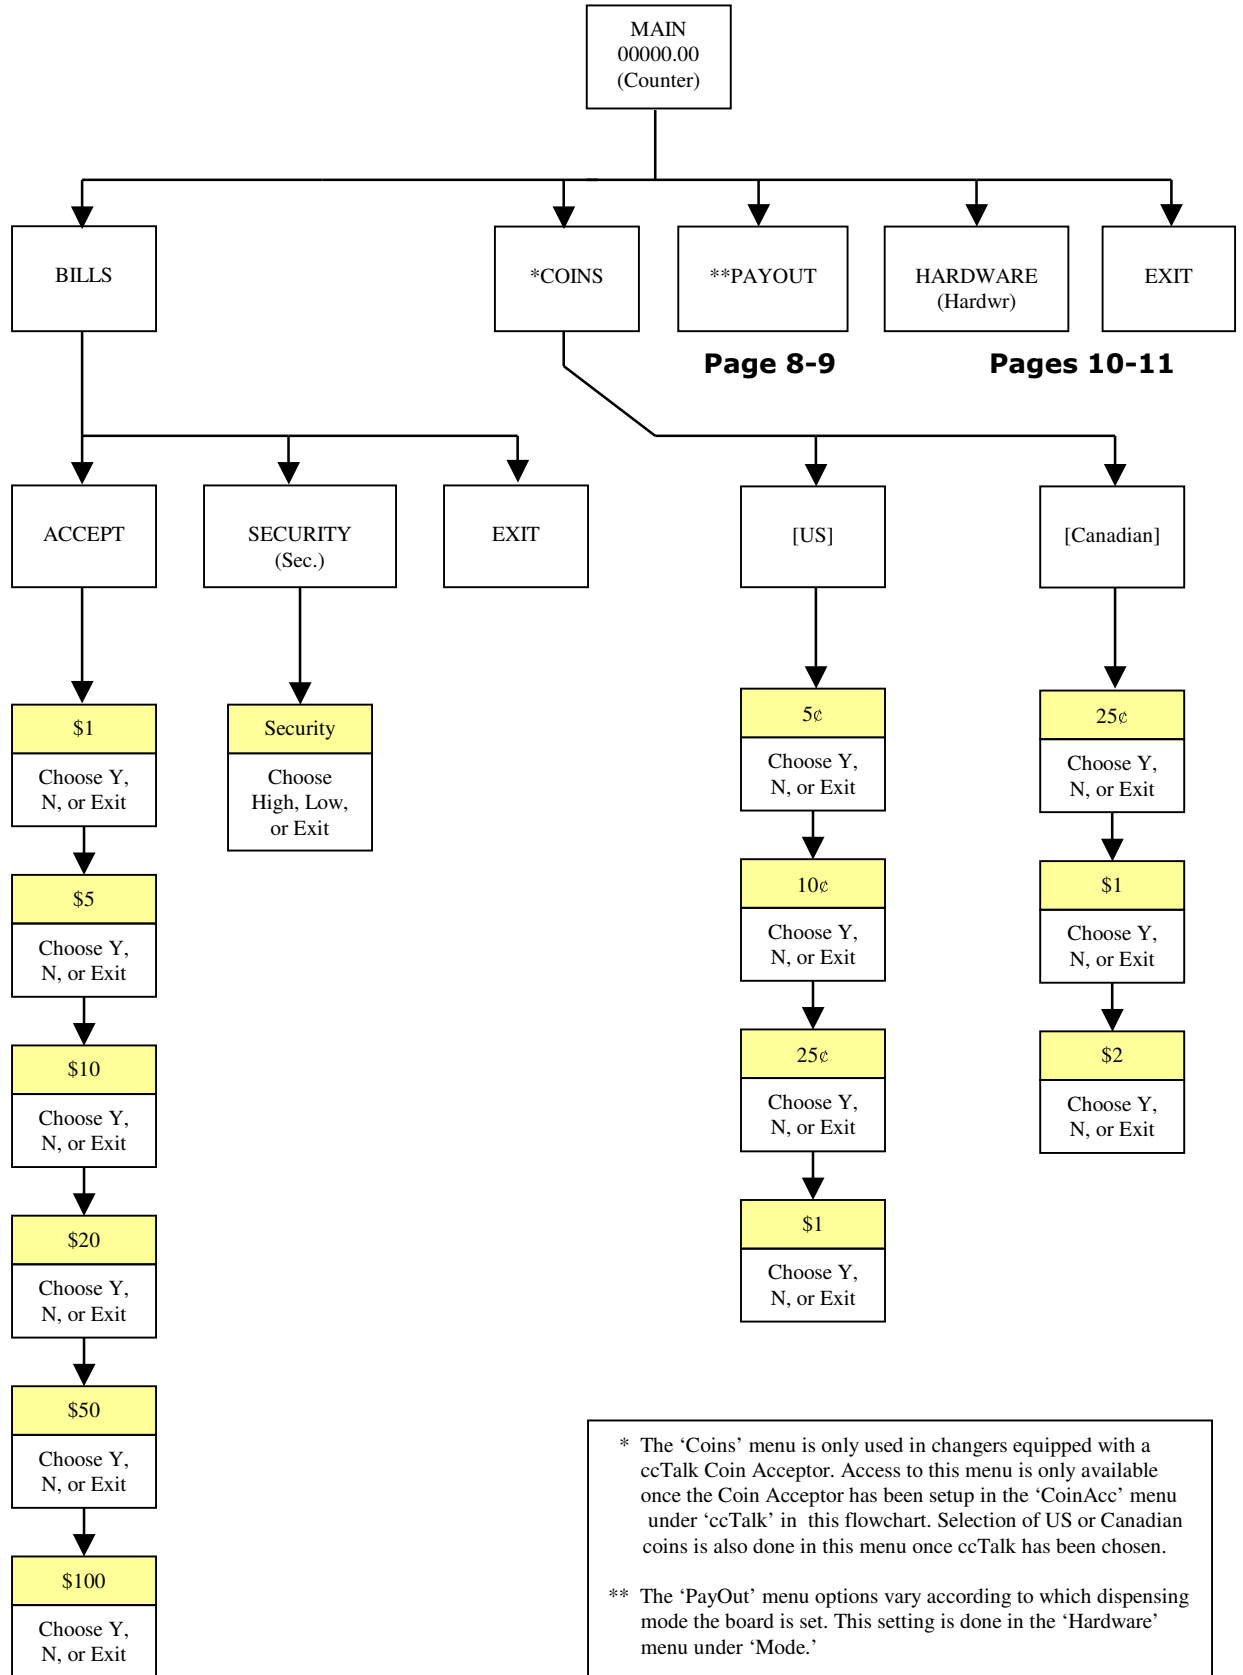 MAIN
00000.00
(Counter)
BILLS
*COINS
**PAYOUT
HARDWARE
(Hardwr)
EXIT
Page 8-9
Pages 10-11
ACCEPT
SECURITY
(Sec.)
EXIT
[US]
[Canadian]
$1
Choose Y,
N, or Exit
$5
Choose Y,
N, or Exit
$10
Choose Y,
N, or Exit
$20
Choose Y,
N, or Exit
$50
Choose Y,
N, or Exit
$100
Choose Y,
N, or Exit
Security
Choose
High, Low,
or Exit
5¢
Choose Y,
N, or Exit
10¢
Choose Y,
N, or Exit
25¢
Choose Y,
N, or Exit
$1
Choose Y,
N, or Exit
25¢
Choose Y,
N, or Exit
$1
Choose Y,
N, or Exit
$2
Choose Y,
N, or Exit
* The ‘Coins’ menu is only used in changers equipped with a
ccTalk Coin Acceptor. Access to this menu is only available
once the Coin Acceptor has been setup in the ‘CoinAcc’ menu
under ‘ccTalk’ in this flowchart. Selection of US or Canadian
coins is also done in this menu once ccTalk has been chosen.
** The ‘PayOut’ menu options vary according to which dispensing
mode the board is set. This setting is done in the ‘Hardware’
menu under ‘Mode.’